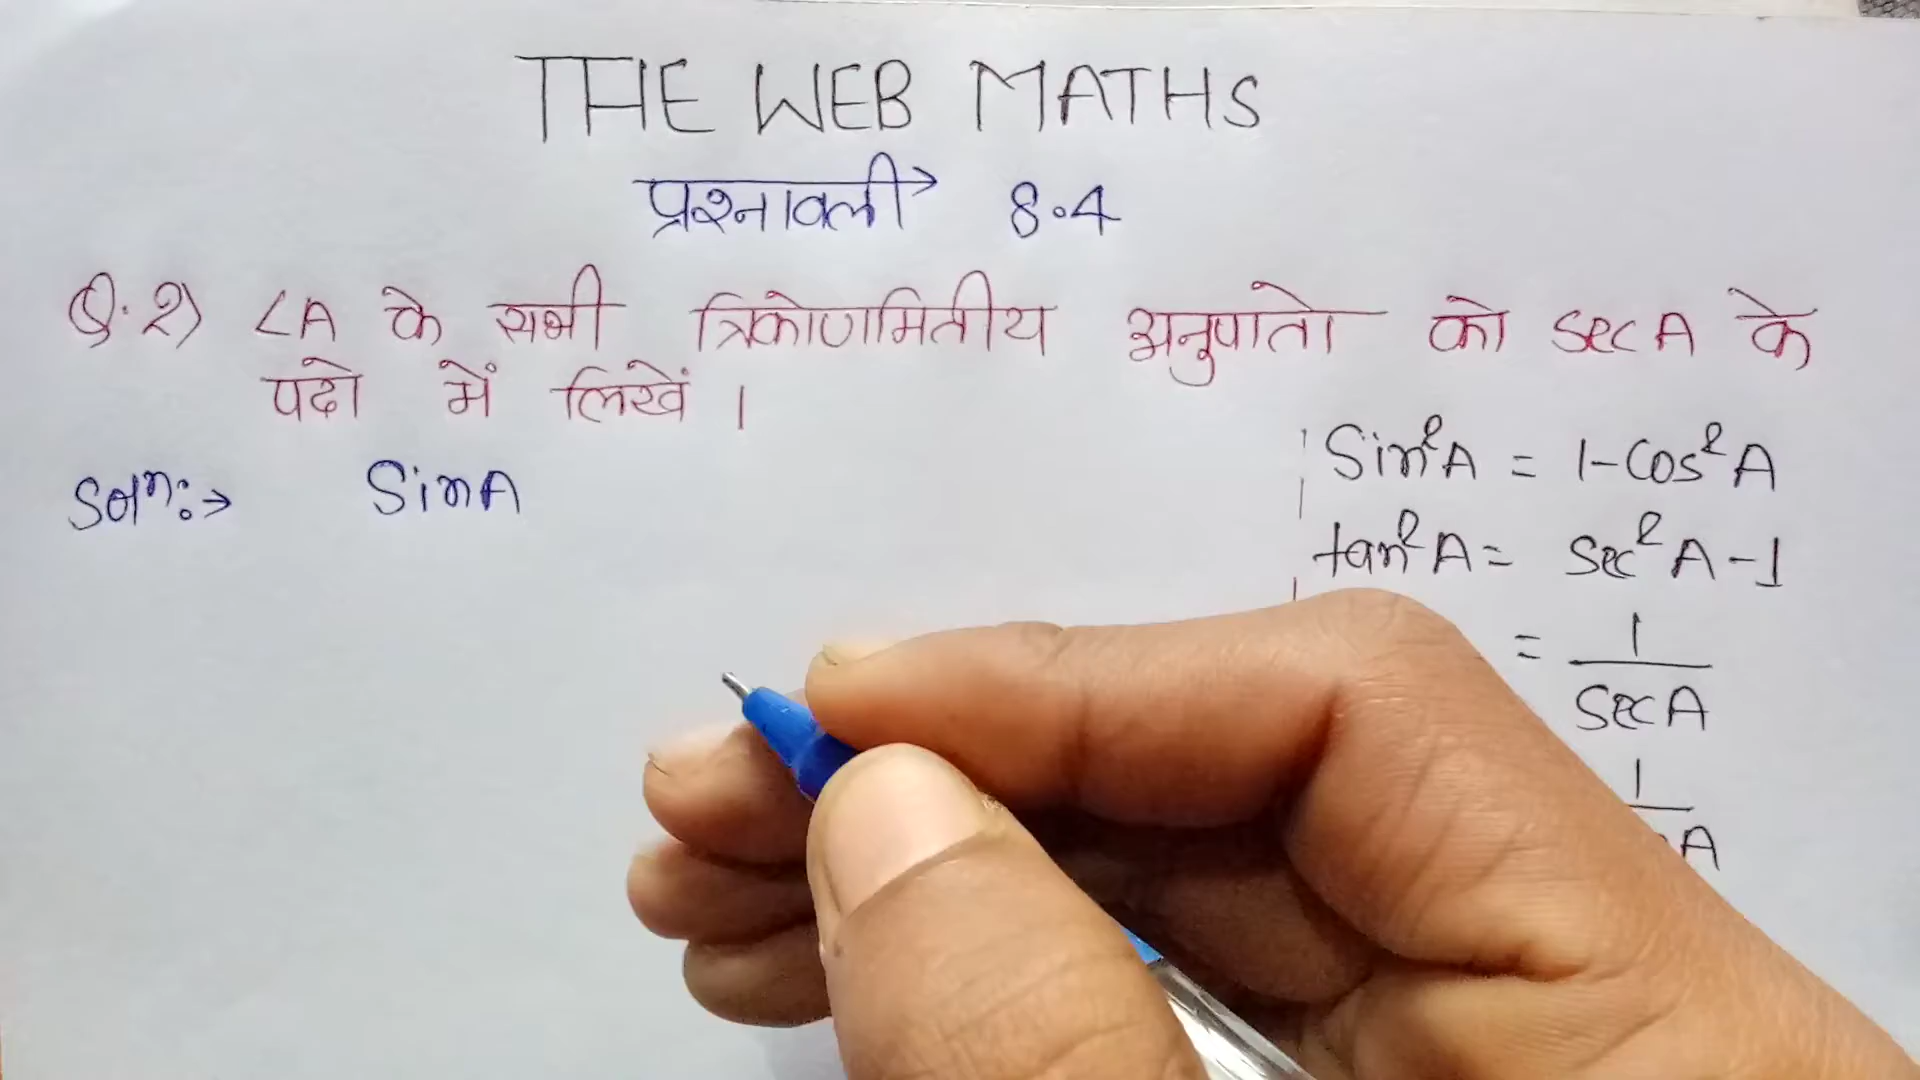 THE WEB MATHS
प्रश्नावली → 8.4
Q.2) ∠A के सभी त्रिकोणमितीय अनुपातो को secA के
पदो में लिखें ।
Solⁿ:→ SinA
Sin²A = 1-Cos²A
tan²A = sec²A-1
= 1/secA
1
A